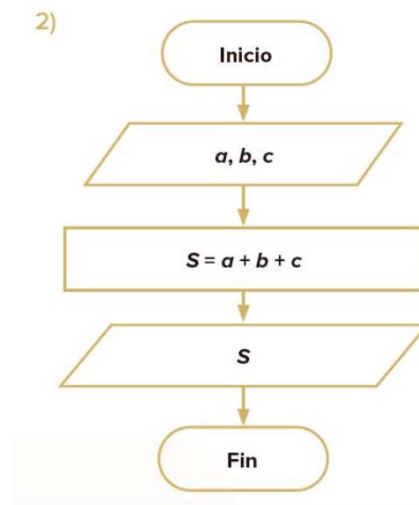 2)
Inicio
a, b, c
S = a + b + c
S
Fin